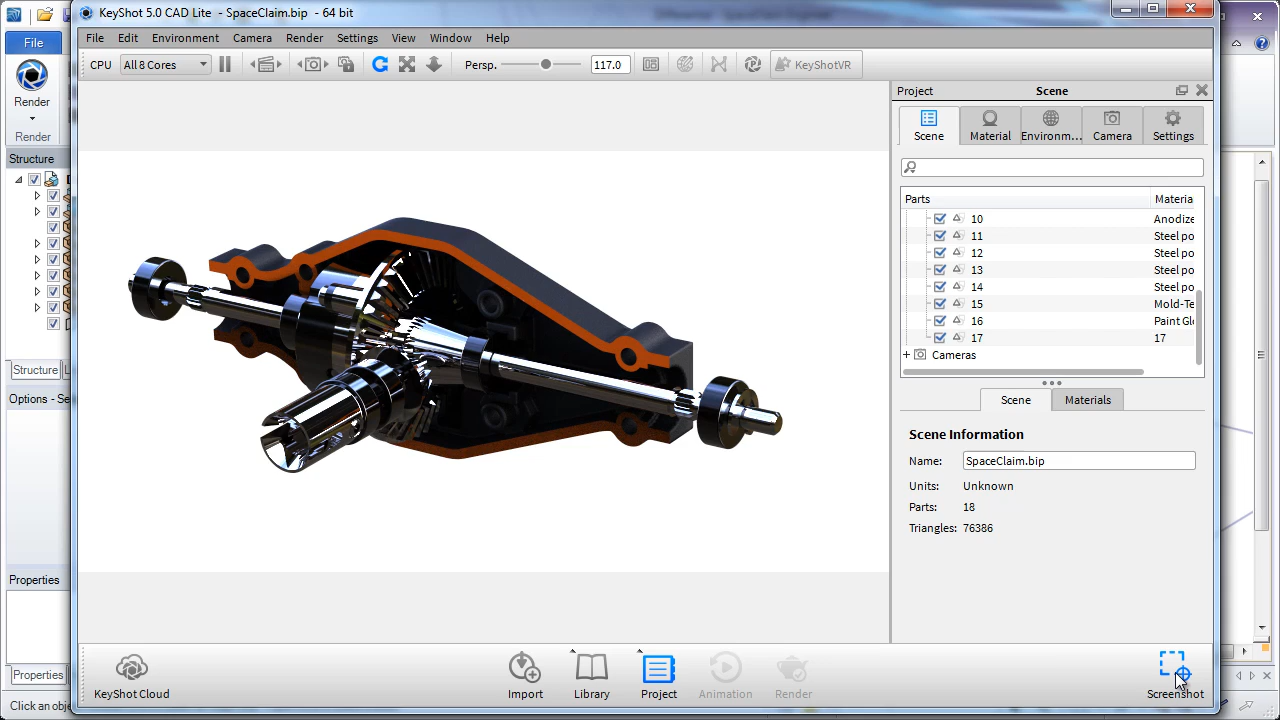 KeyShot 5.0 CAD Lite - SpaceClaim.bip - 64 bit
File Edit Environment Camera Render Settings View Window Help
File
CPU All 8 Cores Persp. 117.0 KeyShotVR
Render
Render
Structure
Structure
Options - Se
Properties
Properties
Click an objec
Project Scene
Scene Material Environm... Camera Settings
Parts Materia
10 Anodize
11 Steel po
12 Steel po
13 Steel po
14 Steel po
15 Mold-Te
16 Paint Gl
17 17
Cameras
Scene Materials
Scene Information
Name: SpaceClaim.bip
Units: Unknown
Parts: 18
Triangles: 76386
KeyShot Cloud Import Library Project Animation Render Screenshot